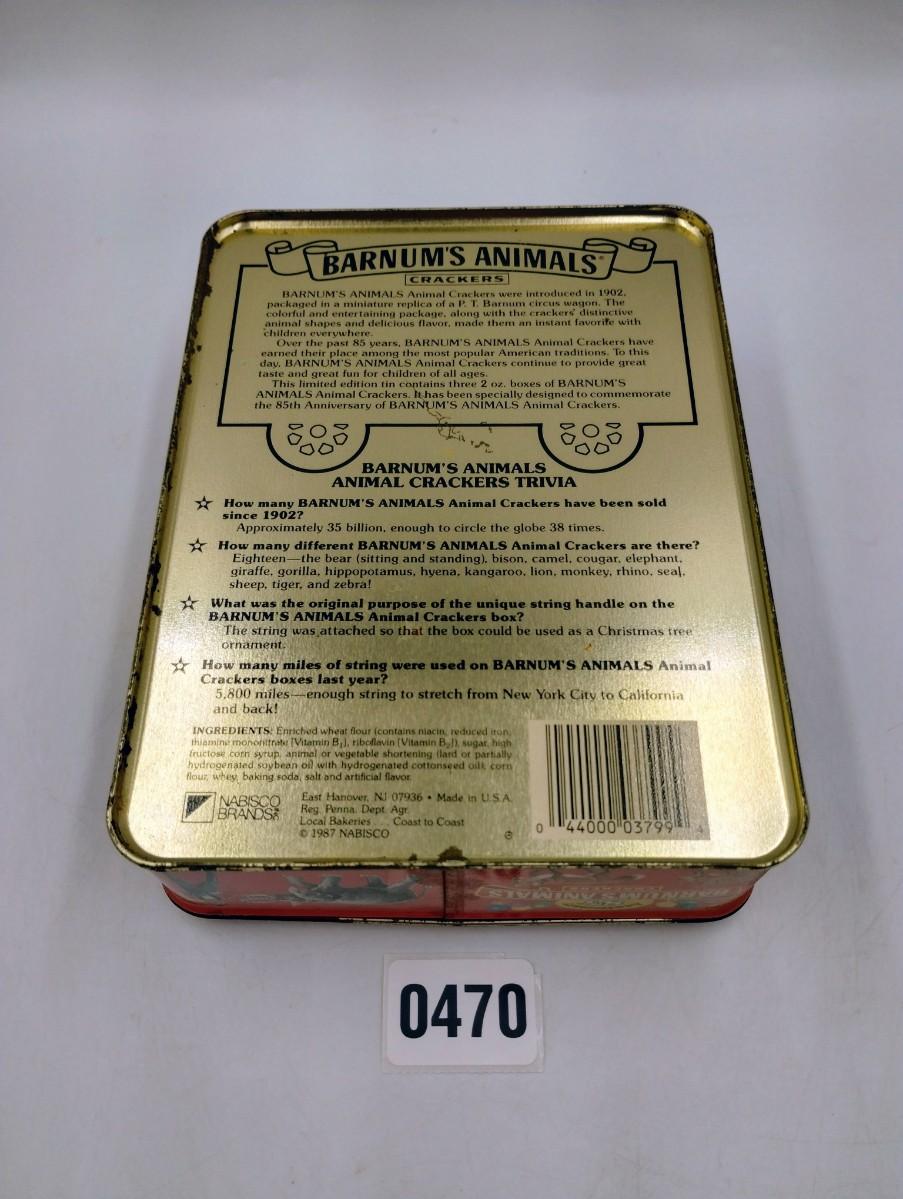 BARNUM'S ANIMALS®
CRACKERS
BARNUM'S ANIMALS Animal Crackers were introduced in 1902,
packaged in a miniature replica of a P. T. Barnum circus wagon. The
colorful and entertaining package, along with the crackers' distinctive
animal shapes and delicious flavor, made them an instant favorite with
children everywhere.
Over the past 85 years, BARNUM'S ANIMALS Animal Crackers have
earned their place among the most popular American traditions. To this
day, BARNUM'S ANIMALS Animal Crackers continue to provide great
taste and great fun for children of all ages.
This limited edition tin contains three 2 oz. boxes of BARNUM'S
ANIMALS Animal Crackers. It has been specially designed to commemorate
the 85th Anniversary of BARNUM'S ANIMALS Animal Crackers.
BARNUM'S ANIMALS
ANIMAL CRACKERS TRIVIA
How many BARNUM'S ANIMALS Animal Crackers have been sold
since 1902?
Approximately 35 billion, enough to circle the globe 38 times.
How many different BARNUM'S ANIMALS Animal Crackers are there?
Eighteen—the bear (sitting and standing), bison, camel, cougar, elephant,
giraffe, gorilla, hippopotamus, hyena, kangaroo, lion, monkey, rhino, seal,
sheep, tiger, and zebra!
What was the original purpose of the unique string handle on the
BARNUM'S ANIMALS Animal Crackers box?
The string was attached so that the box could be used as a Christmas tree
ornament.
How many miles of string were used on BARNUM'S ANIMALS Animal
Crackers boxes last year?
5,800 miles—enough string to stretch from New York City to California
and back!
INGREDIENTS: Enriched wheat flour (contains niacin, reduced iron,
thiamine mononitrate [Vitamin B1], riboflavin [Vitamin B2]), sugar, high
fructose corn syrup, animal or vegetable shortening (lard or partially
hydrogenated soybean oil with hydrogenated cottonseed oil), corn
flour, whey, baking soda, salt and artificial flavor.
NABISCO
BRANDS
East Hanover, NJ 07936 • Made in U.S.A.
Reg. Penna. Dept. Agr.
Local Bakeries . . . Coast to Coast
© 1987 NABISCO
0 44000 03799 4
BARNUM'S ANIMALS
CRACKERS
0470